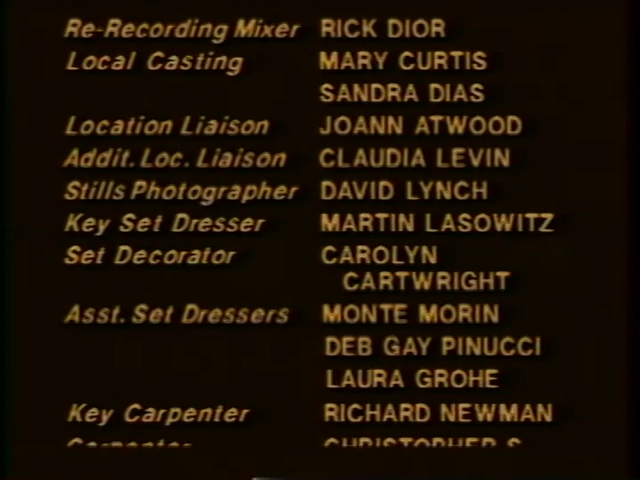 Re-Recording Mixer RICK DIOR
Local Casting MARY CURTIS
SANDRA DIAS
Location Liaison JOANN ATWOOD
Addit. Loc. Liaison CLAUDIA LEVIN
Stills Photographer DAVID LYNCH
Key Set Dresser MARTIN LASOWITZ
Set Decorator CAROLYN
CARTWRIGHT
Asst. Set Dressers MONTE MORIN
DEB GAY PINUCCI
LAURA GROHE
Key Carpenter RICHARD NEWMAN
Carpenter CHRISTOPHER S.